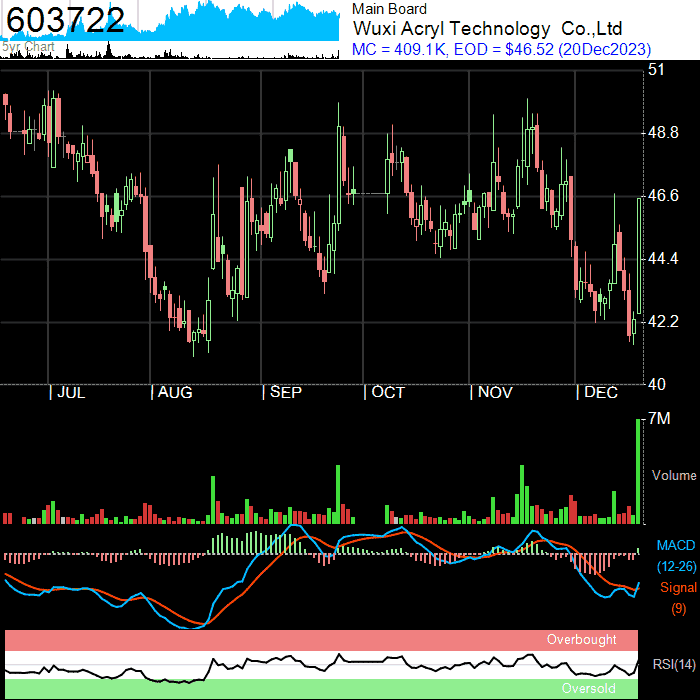 603722
5yr Chart
Main Board
Wuxi Acryl Technology Co.,Ltd
MC = 409.1K, EOD = $46.52 (20Dec2023)
51
48.8
46.6
44.4
42.2
40
JUL AUG SEP OCT NOV DEC
7M
Volume
MACD
(12-26)
Signal
(9)
Overbought
RSI(14)
Oversold